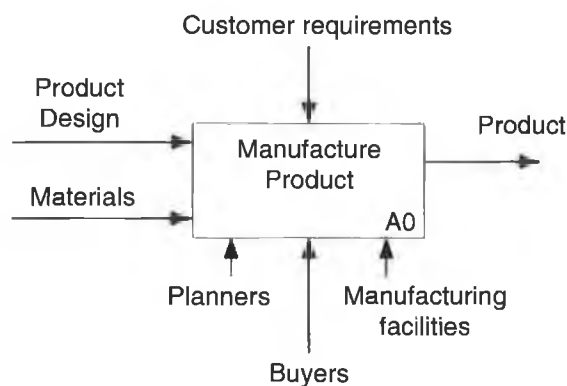 Customer requirements
Product
Design
Product
Manufacture
Product
Materials
A0
Planners
Manufacturing
facilities
Buyers